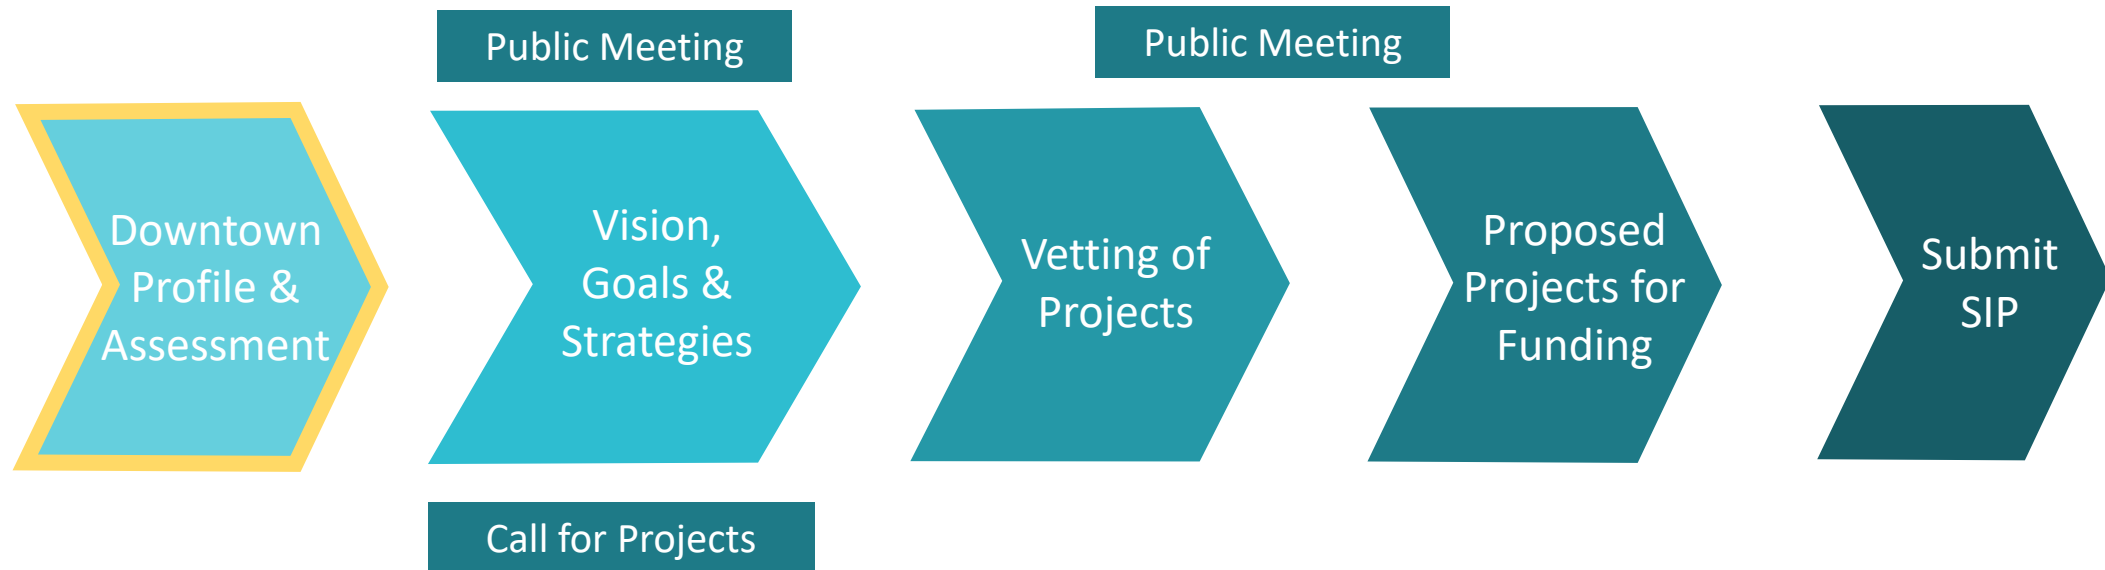 Public Meeting
Public Meeting
Downtown
Profile &
Assessment
Vision,
Goals &
Strategies
Vetting of
Projects
Proposed
Projects for
Funding
Submit
SIP
Call for Projects